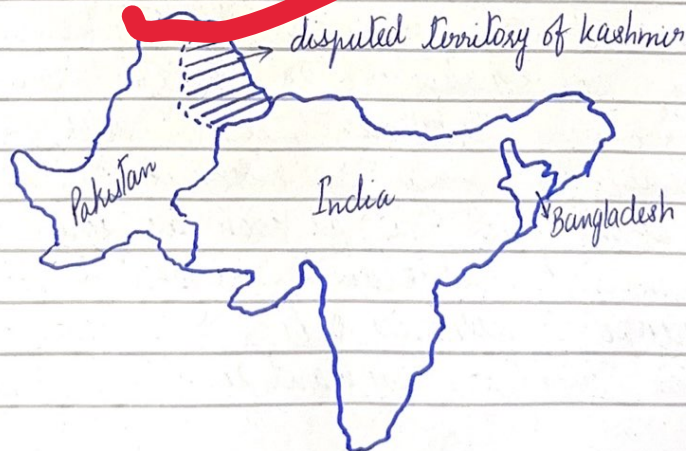 disputed territory of kashmir
Pakistan
India
Bangladesh